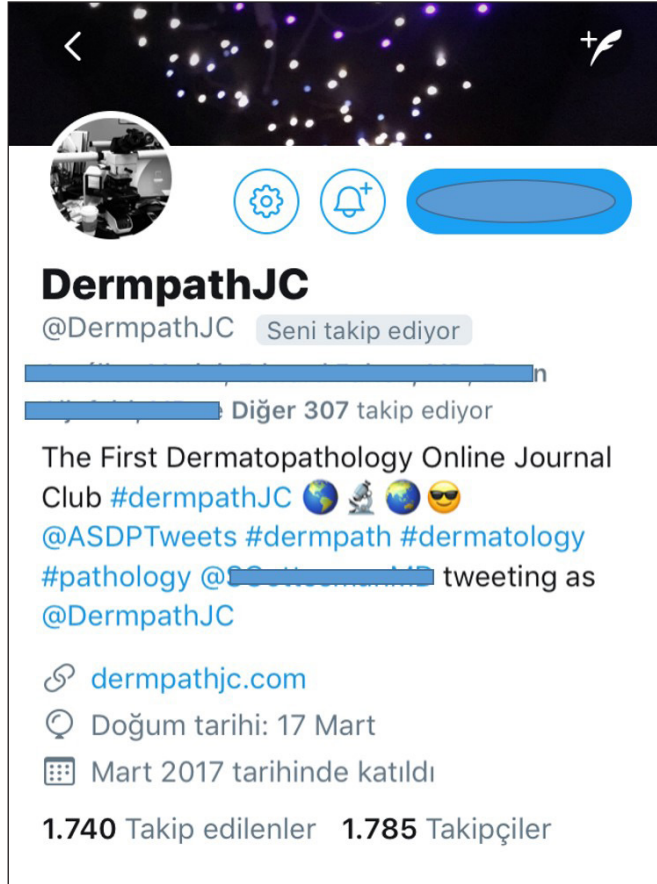 DermpathJC
@DermpathJC Seni takip ediyor
Diğer 307 takip ediyor
The First Dermatopathology Online Journal
Club #dermpathJC
@ASDPTweets #dermpath #dermatology
#pathology @ tweeting as
@DermpathJC
dermpathjc.com
Doğum tarihi: 17 Mart
Mart 2017 tarihinde katıldı
1.740 Takip edilenler 1.785 Takipçiler